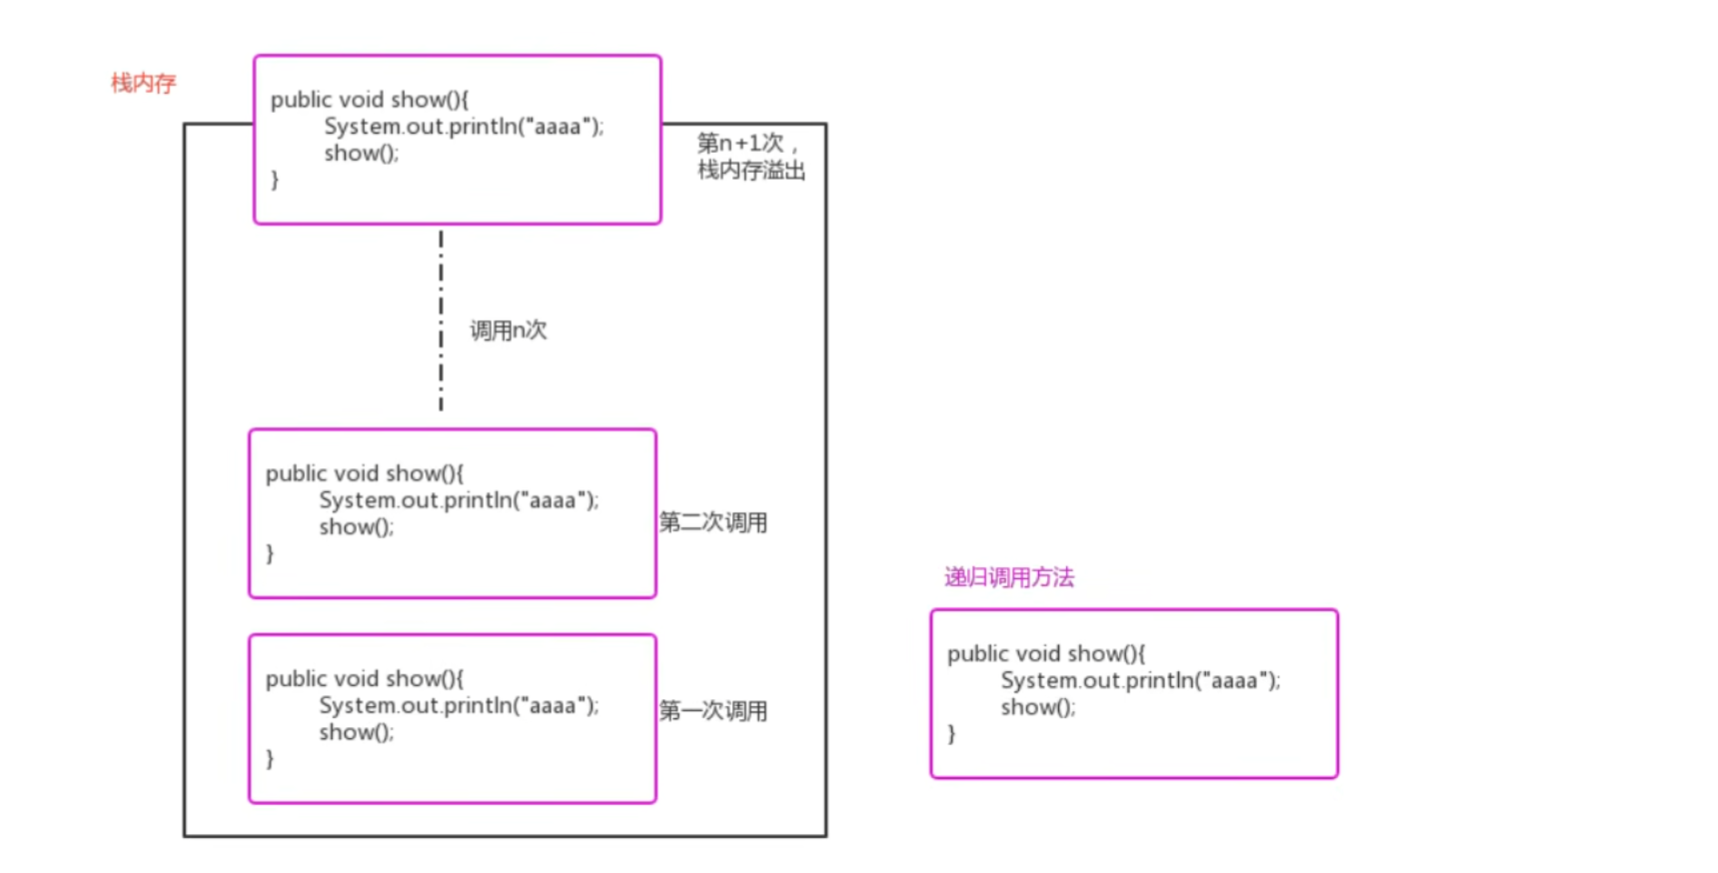 栈内存
public void show(){
System.out.println("aaaa");
show();
}
第n+1次，
栈内存溢出
调用n次
public void show(){
System.out.println("aaaa");
show();
}
第二次调用
public void show(){
System.out.println("aaaa");
show();
}
第一次调用
递归调用方法
public void show(){
System.out.println("aaaa");
show();
}